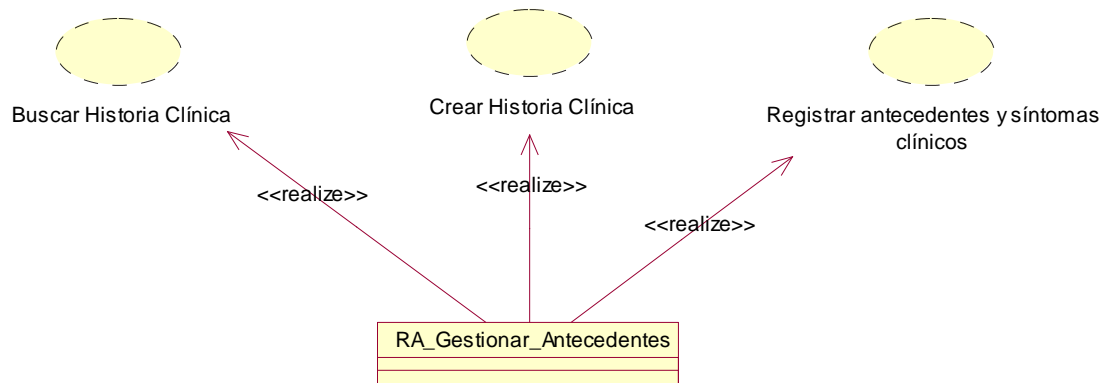 Buscar Historia Clínica
Crear Historia Clínica
Registrar antecedentes y síntomas
clínicos
<<realize>>
<<realize>>
<<realize>>
RA_Gestionar_Antecedentes